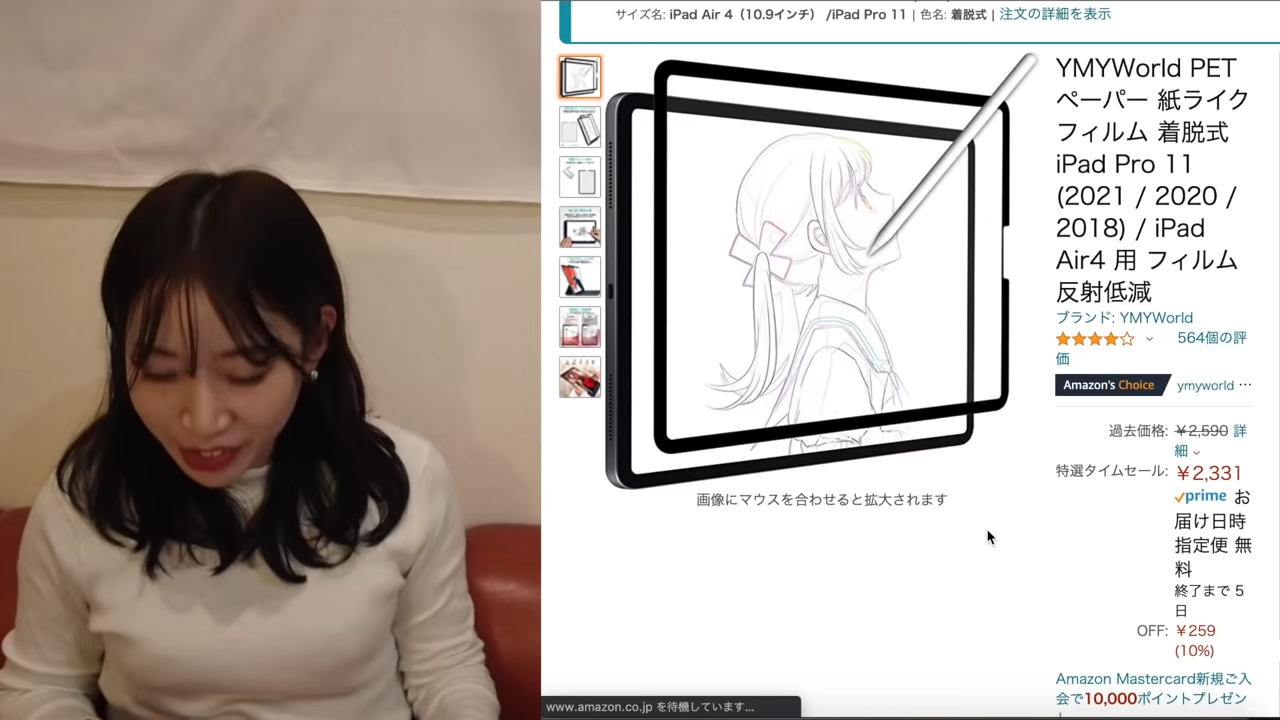 サイズ名: iPad Air 4（10.9インチ） /iPad Pro 11 | 色名: 着脱式 | 注文の詳細を表示
YMYWorld PET
ペーパー 紙ライク
フィルム 着脱式
iPad Pro 11
(2021 / 2020 /
2018) / iPad
Air4 用 フィルム
反射低減
ブランド: YMYWorld
564個の評
価
Amazon's Choice ymyworld …
過去価格: ￥2,590 詳
細
特選タイムセール: ￥2,331
prime お
届け日時
指定便 無
料
終了まで 5
日
OFF: ￥259
(10%)
Amazon Mastercard新規ご入
会で10,000ポイントプレゼン
画像にマウスを合わせると拡大されます
www.amazon.co.jp を待機しています...